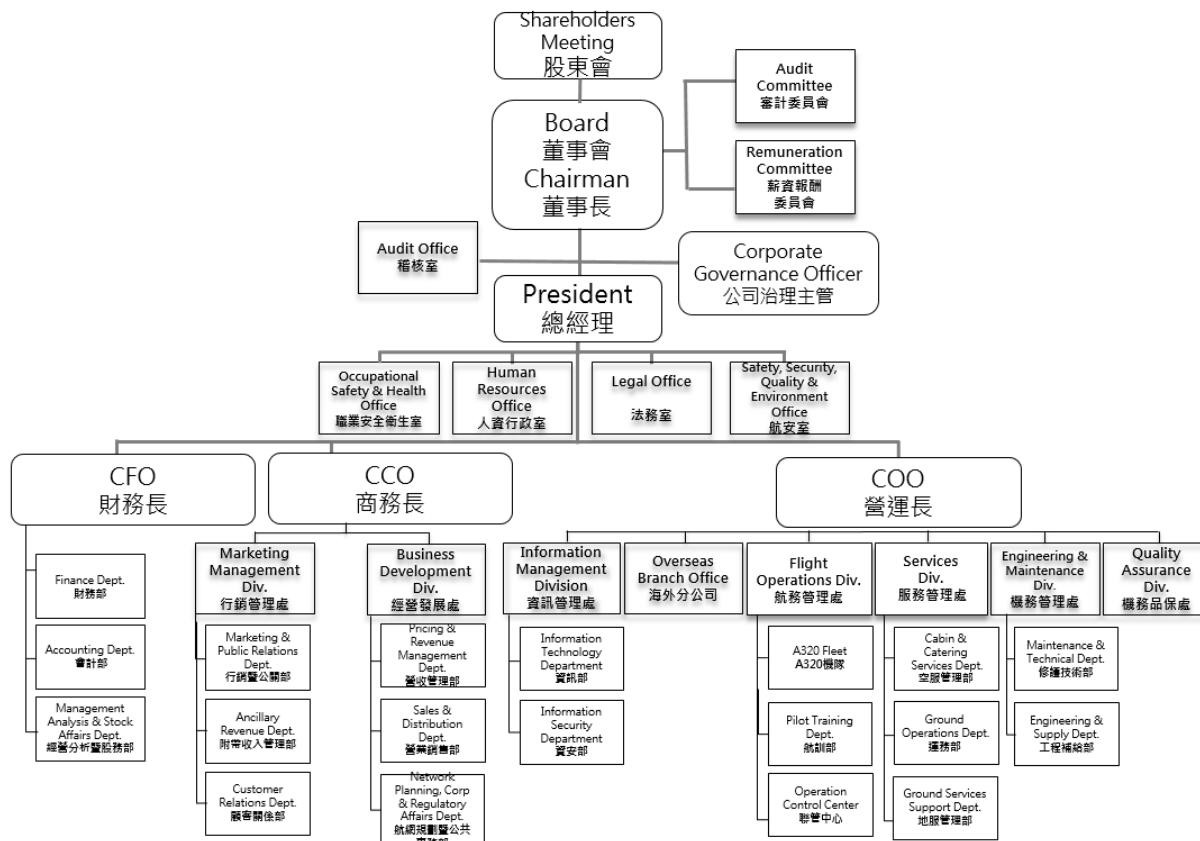 Shareholders
Meeting
股東會
Audit
Committee
審計委員會
Board
董事會
Chairman
董事長
Remuneration
Committee
薪資報酬
委員會
Audit Office
稽核室
Corporate
Governance Officer
公司治理主管
President
總經理
Occupational
Safety & Health
Office
職業安全衛生室
Human
Resources
Office
人資行政室
Legal Office
法務室
Safety, Security,
Quality &
Environment
Office
航安室
CFO
財務長
CCO
商務長
COO
營運長
Finance Dept.
財務部
Accounting Dept.
會計部
Management
Analysis & Stock
Affairs Dept.
經營分析暨股務部
Marketing
Management
Div.
行銷管理處
Marketing &
Public Relations
Dept.
行銷暨公關部
Ancillary
Revenue Dept.
附帶收入管理部
Customer
Relations Dept.
顧客關係部
Business
Development
Div.
經營發展處
Pricing &
Revenue
Management
Dept.
營收管理部
Sales &
Distribution
Dept.
營業銷售部
Network
Planning, Corp
& Regulatory
Affairs Dept.
航網規劃暨公共
Information
Management
Division
資訊管理處
Information
Technology
Department
資訊部
Information
Security
Department
資安部
Overseas
Branch Office
海外分公司
Flight
Operations Div.
航務管理處
A320 Fleet
A320機隊
Pilot Training
Dept.
航訓部
Operation
Control Center
聯管中心
Services
Div.
服務管理處
Cabin &
Catering
Services Dept.
空服管理部
Ground
Operations Dept.
運務部
Ground Services
Support Dept.
地服管理部
Engineering &
Maintenance
Div.
機務管理處
Maintenance &
Technical Dept.
修護技術部
Engineering &
Supply Dept.
工程補給部
Quality
Assurance
Div.
機務品保處